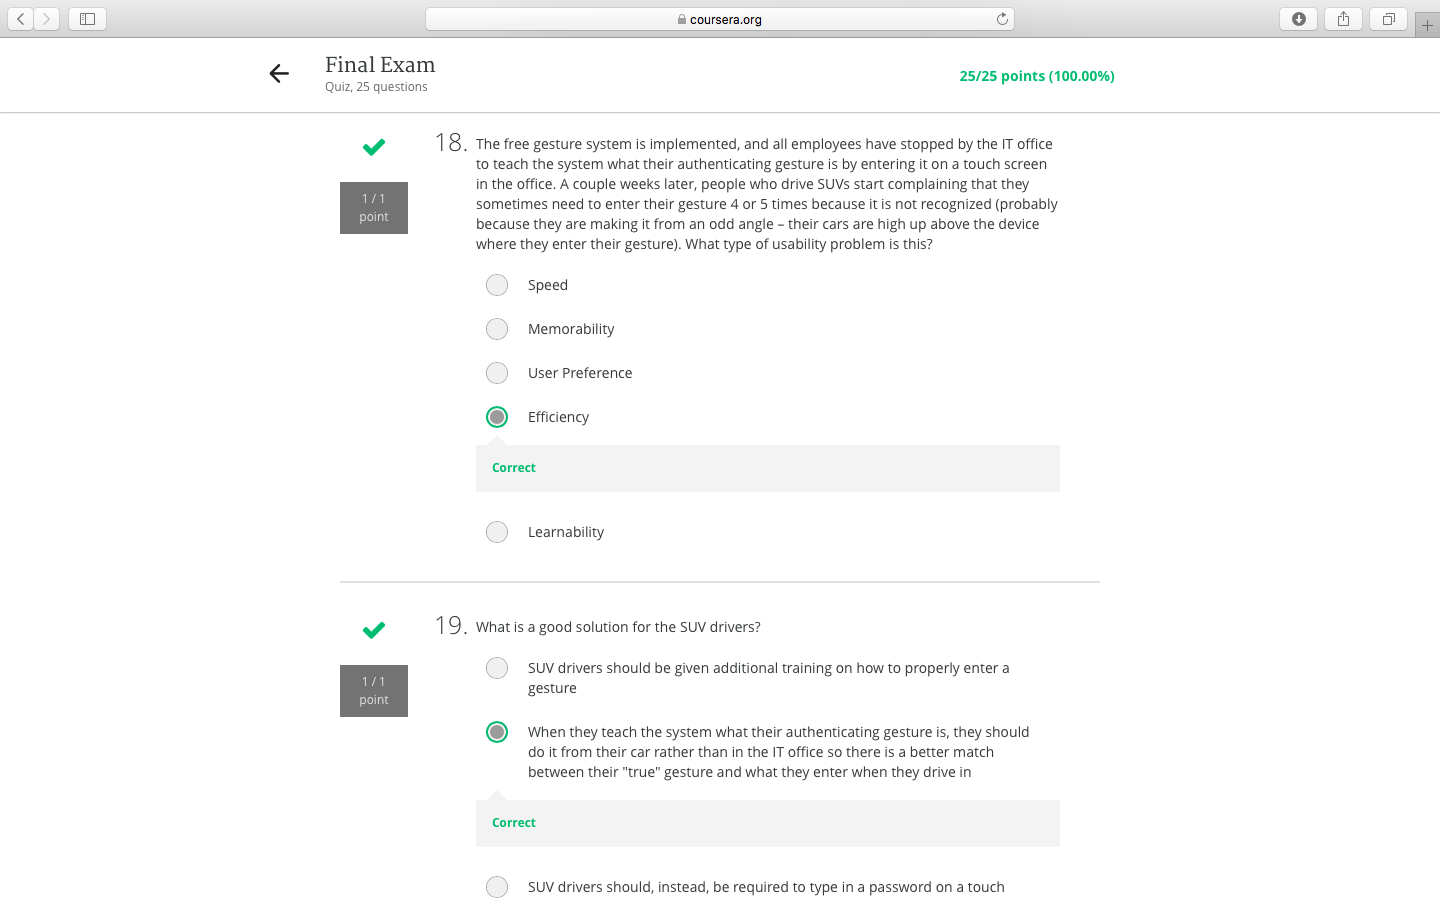 coursera.org
Final Exam
Quiz, 25 questions
25/25 points (100.00%)
18.
The free gesture system is implemented, and all employees have stopped by the IT office
to teach the system what their authenticating gesture is by entering it on a touch screen
in the office. A couple weeks later, people who drive SUVs start complaining that they
sometimes need to enter their gesture 4 or 5 times because it is not recognized (probably
because they are making it from an odd angle – their cars are high up above the device
where they enter their gesture). What type of usability problem is this?
1 / 1
point
Speed
Memorability
User Preference
Efficiency
Correct
Learnability
19.
What is a good solution for the SUV drivers?
1 / 1
point
SUV drivers should be given additional training on how to properly enter a
gesture
When they teach the system what their authenticating gesture is, they should
do it from their car rather than in the IT office so there is a better match
between their "true" gesture and what they enter when they drive in
Correct
SUV drivers should, instead, be required to type in a password on a touch